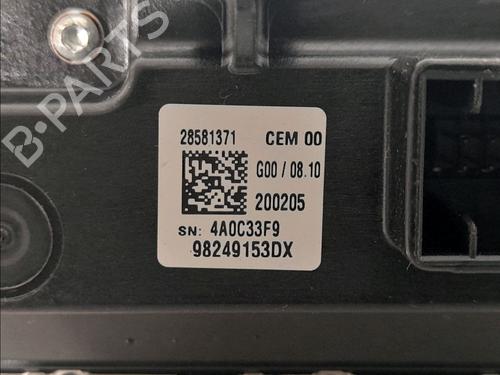 B-PARTS
28581371 CEM 00
G00 / 08.10
200205
SN: 4A0C33F9
98249153DX